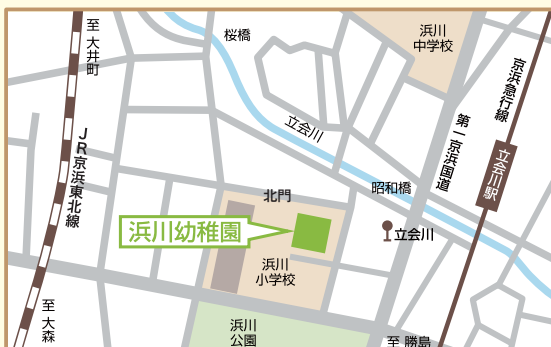 至 大井町
桜橋
浜川
中学校
京浜急行線
JR京浜東北線
立会川
第一京浜国道
立会川駅
北門
昭和橋
浜川幼稚園
立会川
浜川
小学校
至 大森
浜川
公園
至 勝島